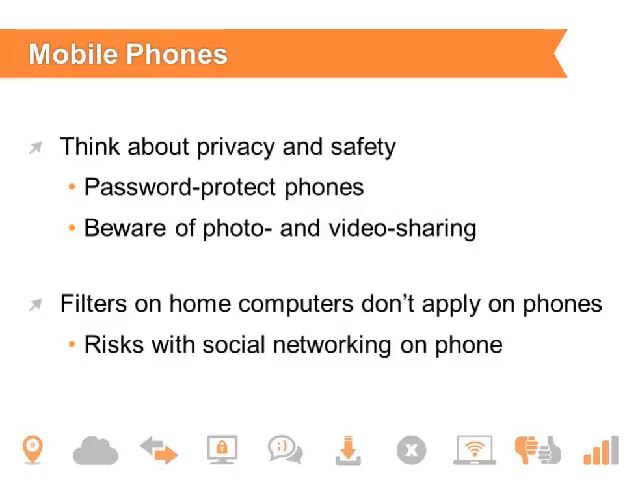 Mobile Phones
Think about privacy and safety
• Password-protect phones
• Beware of photo- and video-sharing
Filters on home computers don’t apply on phones
• Risks with social networking on phone